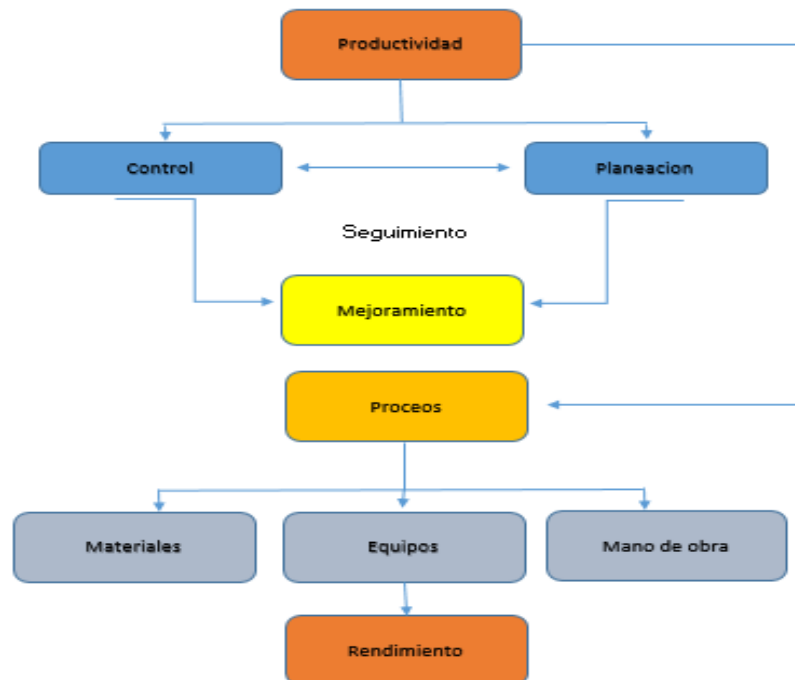 Productividad
Control
Planeacion
Seguimiento
Mejoramiento
Proceos
Materiales
Equipos
Mano de obra
Rendimiento